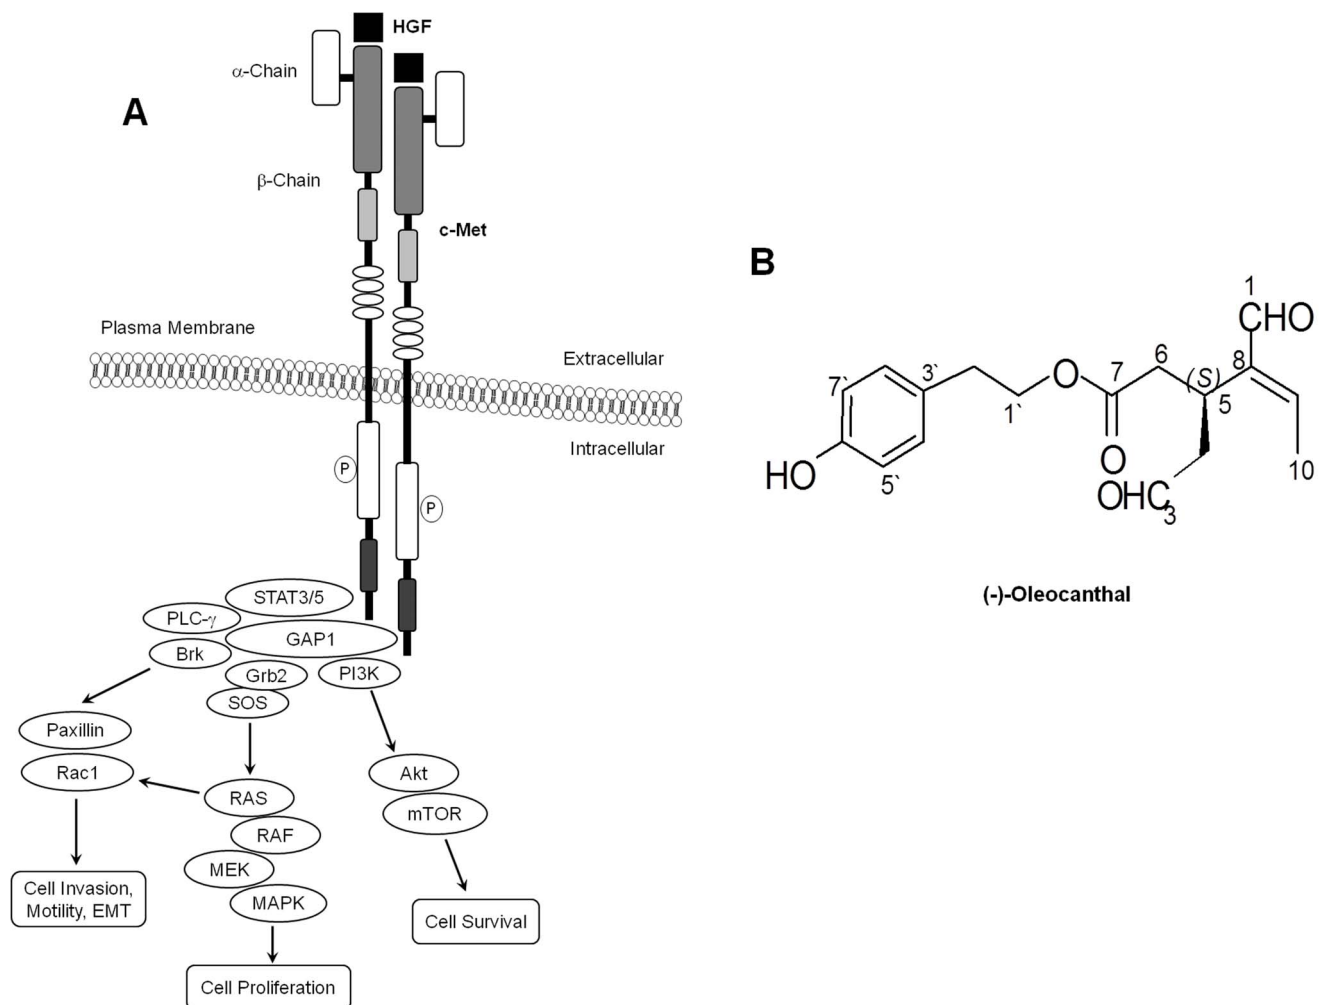 A
HGF
α-Chain
β-Chain
c-Met
Plasma Membrane
Extracellular
Intracellular
P
P
STAT3/5
PLC-γ
GAP1
Brk
Grb2
PI3K
SOS
Paxillin
Rac1
Akt
RAS
mTOR
RAF
MEK
MAPK
Cell Invasion,
Motility, EMT
Cell Survival
Cell Proliferation
B
1
CHO
6
8
7
(S)
5
O
3`
7`
1`
O
10
HO
5`
OHC
3
(-)-Oleocanthal